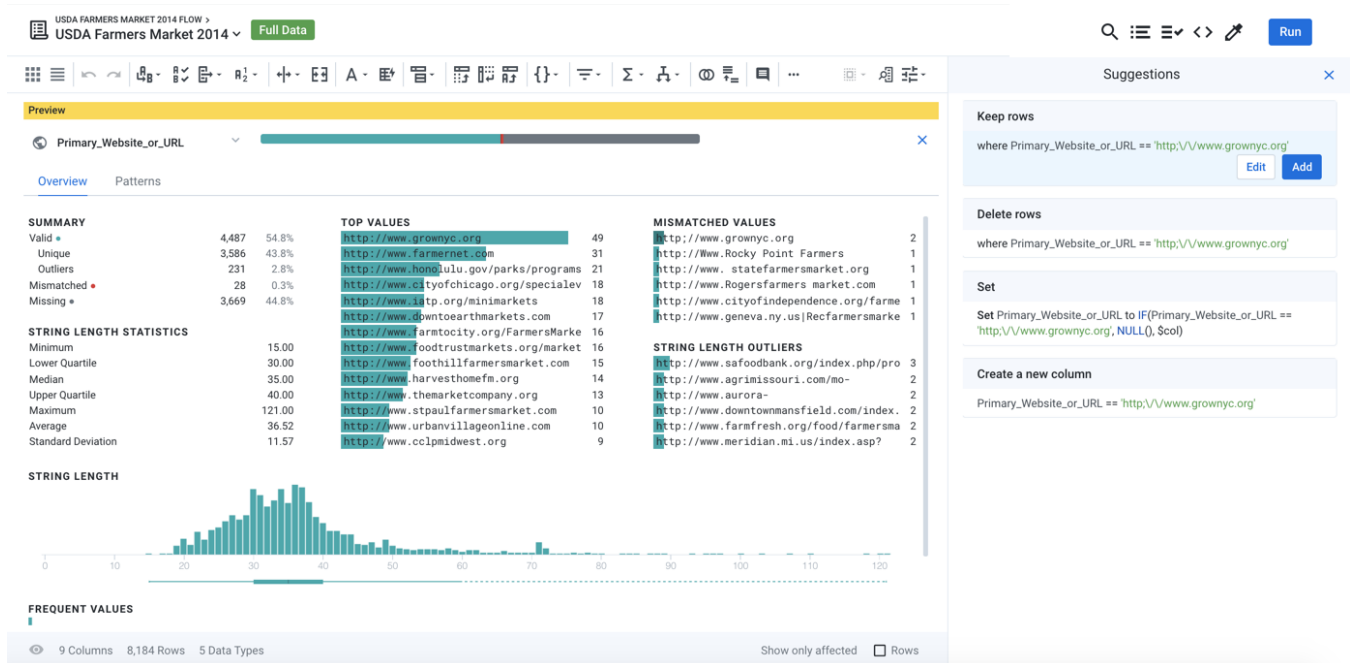 USDA FARMERS MARKET 2014 FLOW >
USDA Farmers Market 2014
Full Data
Run
Preview
Primary_Website_or_URL
Overview
Patterns
SUMMARY
Valid 4,487 54.8%
Unique 3,586 43.8%
Outliers 231 2.8%
Mismatched 28 0.3%
Missing 3,669 44.8%
STRING LENGTH STATISTICS
Minimum 15.00
Lower Quartile 30.00
Median 35.00
Upper Quartile 40.00
Maximum 121.00
Average 36.52
Standard Deviation 11.57
TOP VALUES
http://www.grownyc.org 49
http://www.farmernet.com 31
http://www.honolulu.gov/parks/programs 21
http://www.cityofchicago.org/specialev 18
http://www.iatp.org/minimarkets 18
http://www.downtoearthmarkets.com 17
http://www.farmtocity.org/FarmersMarke 16
http://www.foodtrustmarkets.org/market 16
http://www.foothillfarmersmarket.com 15
http://www.harvesthomefm.org 14
http://www.themarketcompany.org 13
http://www.stpaulfarmersmarket.com 10
http://www.urbanvillageonline.com 10
http://www.cclpmidwest.org 9
MISMATCHED VALUES
http;//www.grownyc.org 2
http://Www.Rocky Point Farmers 1
http://www. statefarmersmarket.org 1
http://www.Rogersfarmers market.com 1
http://www.cityofindependence.org/farme 1
http://www.geneva.ny.us|Recfarmersmarke 1
STRING LENGTH OUTLIERS
http://www.safoodbank.org/index.php/pro 3
http://www.agrimissouri.com/mo- 2
http://www.aurora- 2
http://www.downtownmansfield.com/index. 2
http://www.farmfresh.org/food/farmersma 2
http://www.meridian.mi.us/index.asp? 2
STRING LENGTH
0 10 20 30 40 50 60 70 80 90 100 110 120
FREQUENT VALUES
9 Columns 8,184 Rows 5 Data Types
Show only affected Rows
Suggestions
Keep rows
where Primary_Website_or_URL == 'http;\/\/www.grownyc.org'
Edit
Add
Delete rows
where Primary_Website_or_URL == 'http;\/\/www.grownyc.org'
Set
Set Primary_Website_or_URL to IF(Primary_Website_or_URL ==
'http;\/\/www.grownyc.org', NULL(), $col)
Create a new column
Primary_Website_or_URL == 'http;\/\/www.grownyc.org'